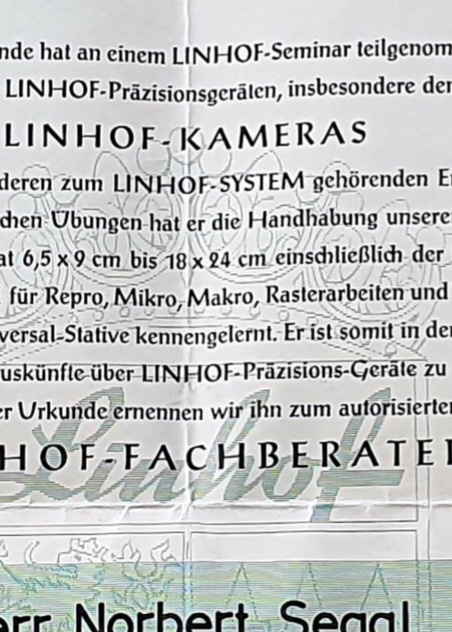 nde hat an einem LINHOF-Seminar teilgenom
LINHOF-Präzisionsgeräten, insbesondere der
LINHOF-KAMERAS
deren zum LINHOF-SYSTEM gehörenden E
chen Übungen hat er die Handhabung unsere
at 6,5 x 9 cm bis 18 x 24 cm einschließlich der
für Repro, Mikro, Makro, Rasterarbeiten und
versal-Stative kennengelernt. Er ist somit in de
uskünfte über LINHOF-Präzisions-Geräte zu
er Urkunde ernennen wir ihn zum autorisierte
Linhof
HOF-FACHBERATE
err Norbert Seggl